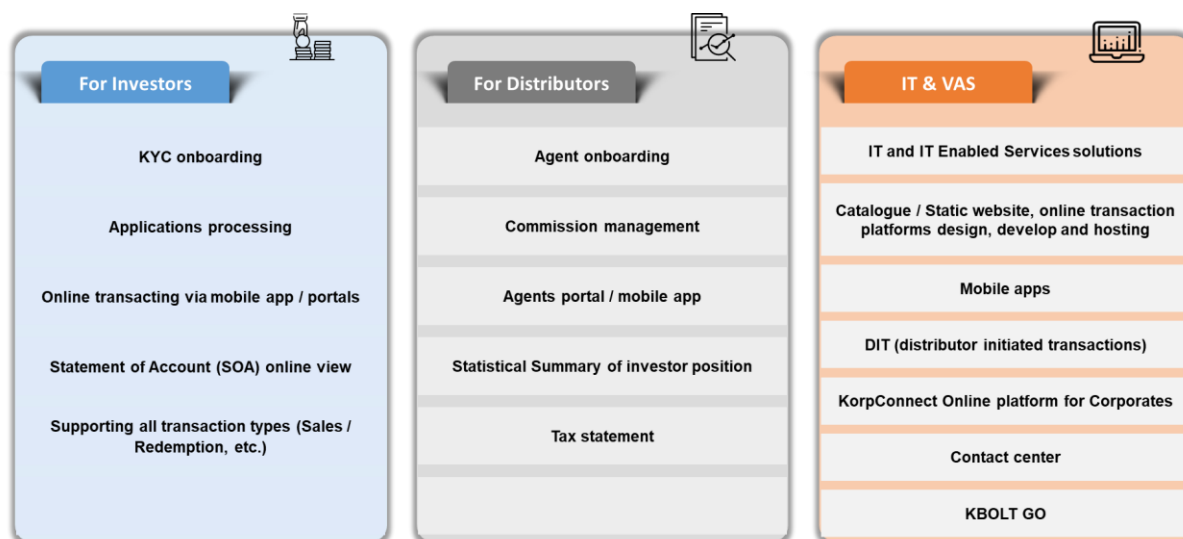 For Investors
KYC onboarding
Applications processing
Online transacting via mobile app / portals
Statement of Account (SOA) online view
Supporting all transaction types (Sales /
Redemption, etc.)
For Distributors
Agent onboarding
Commission management
Agents portal / mobile app
Statistical Summary of investor position
Tax statement
IT & VAS
IT and IT Enabled Services solutions
Catalogue / Static website, online transaction
platforms design, develop and hosting
Mobile apps
DIT (distributor initiated transactions)
KorpConnect Online platform for Corporates
Contact center
KBOLT GO